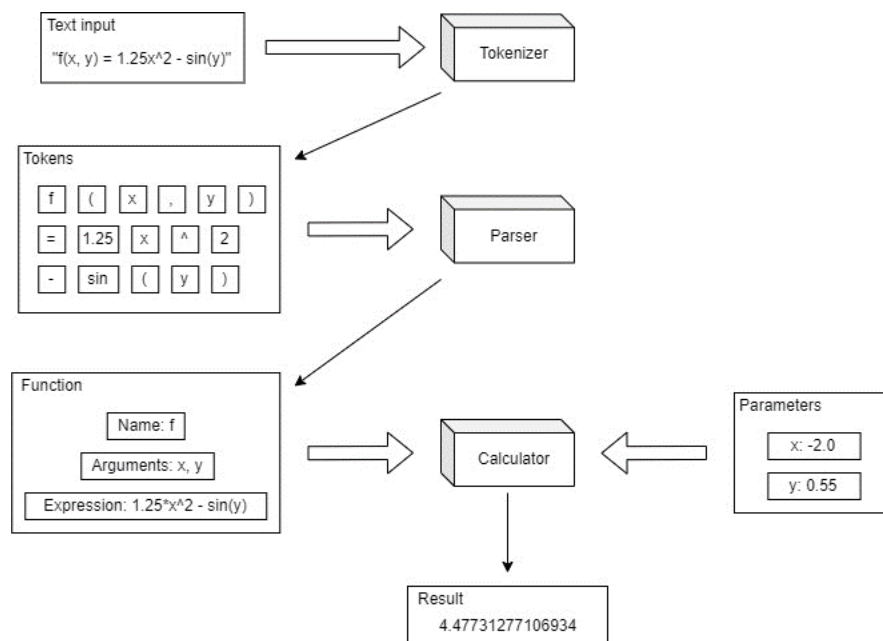 Text input
"f(x, y) = 1.25x^2 - sin(y)"
Tokenizer
Tokens
f ( x , y )
= 1.25 x ^ 2
- sin ( y )
Parser
Function
Name: f
Arguments: x, y
Expression: 1.25*x^2 - sin(y)
Calculator
Parameters
x: -2.0
y: 0.55
Result
4.47731277106934